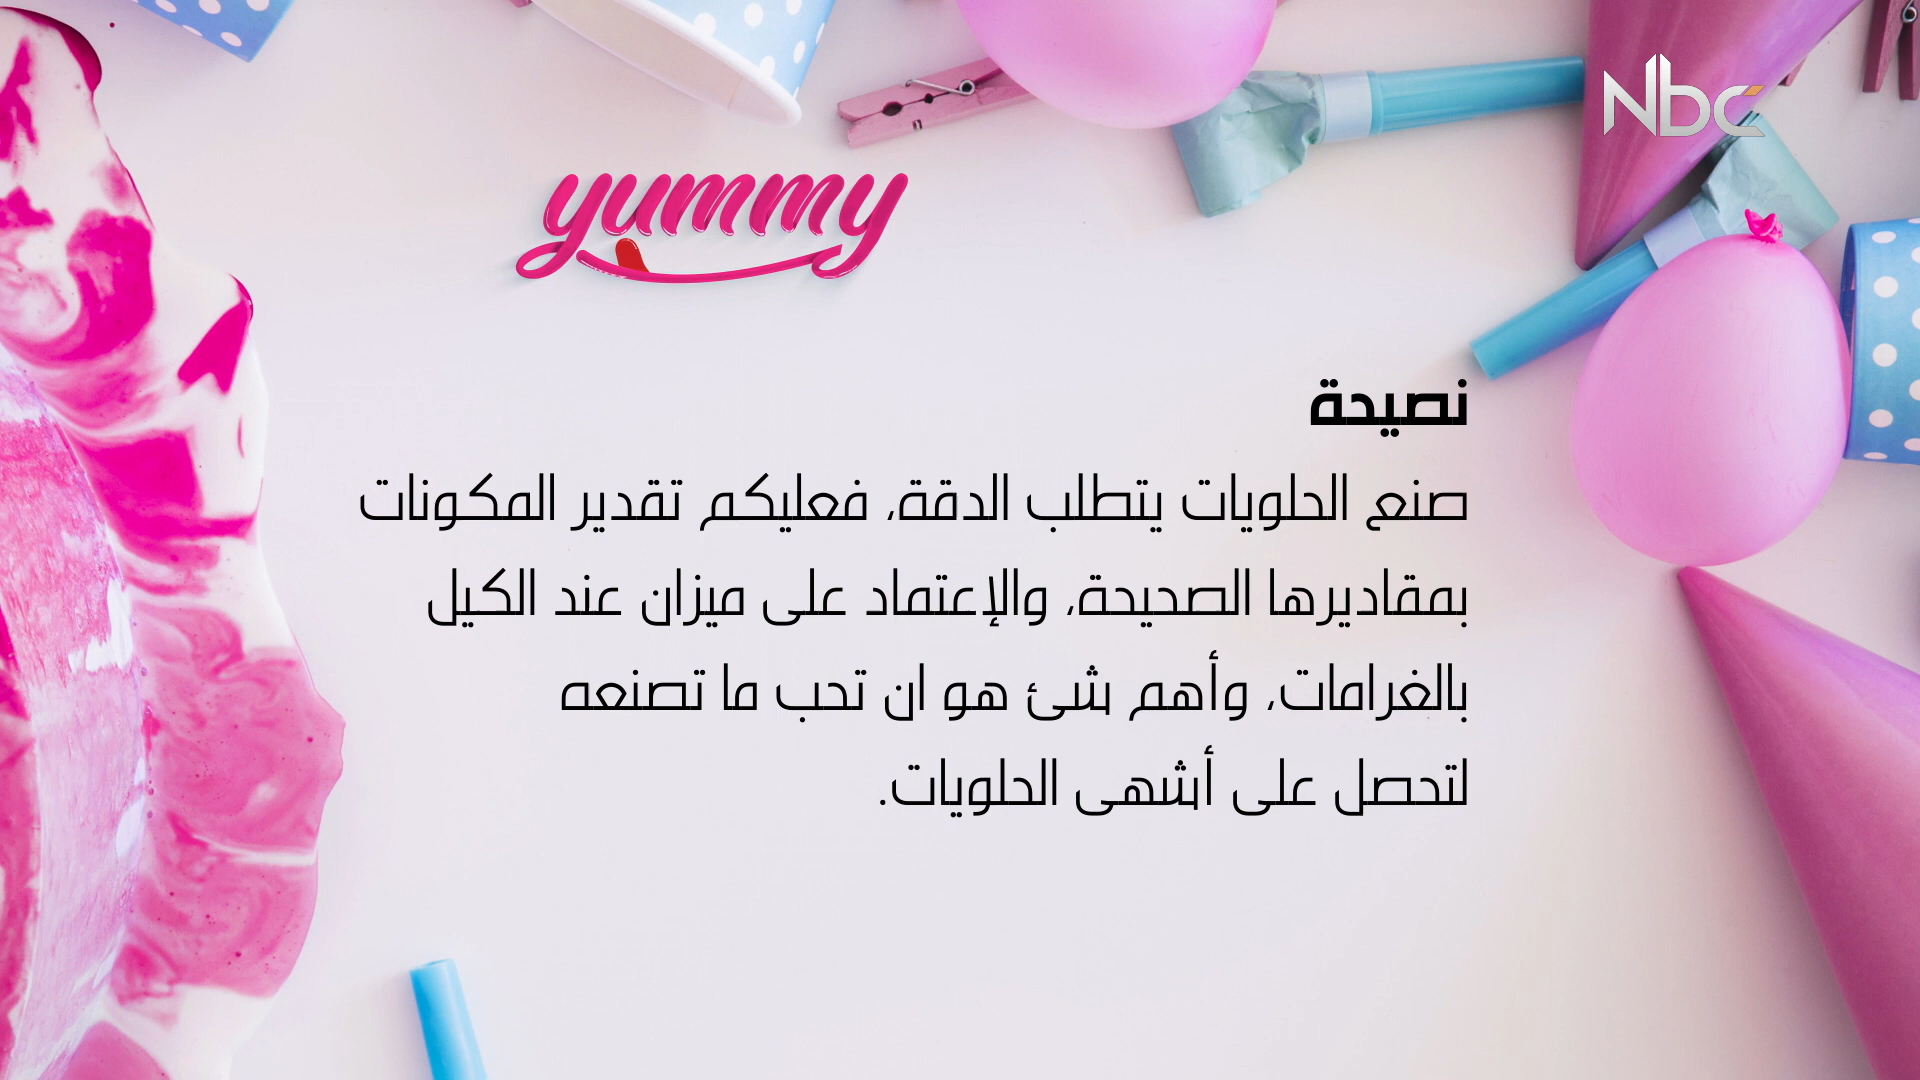 Nbc
yummy
نصيحة
صنع الحلويات يتطلب الدقة، فعليكم تقدير المكونات
بمقاديرها الصحيحة، والإعتماد على ميزان عند الكيل
بالغرامات، وأهم شئ هو ان تحب ما تصنعه
لتحصل على أشهى الحلويات.